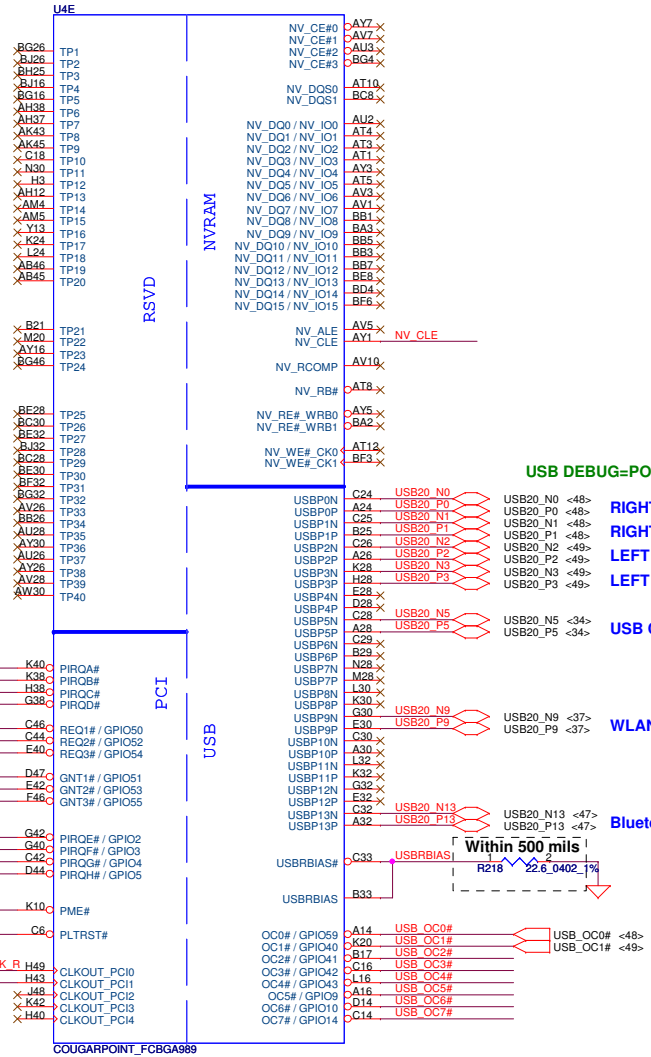 U4E
BG26 TP1
BJ26 TP2
BH25 TP3
BJ16 TP4
BG16 TP5
AH38 TP6
AH37 TP7
AK43 TP8
AK45 TP9
C18 TP10
N30 TP11
H3 TP12
AH12 TP13
AM4 TP14
AM5 TP15
Y13 TP16
K24 TP17
L24 TP18
AB46 TP19
AB45 TP20
B21 TP21
M20 TP22
AY16 TP23
BG46 TP24
BE28 TP25
BC30 TP26
BE32 TP27
BJ32 TP28
BC28 TP29
BE30 TP30
BF32 TP31
BG32 TP32
AV26 TP33
BB26 TP34
AU28 TP35
AY30 TP36
AU26 TP37
AY26 TP38
AV28 TP39
AW30 TP40
RSVD
NVRAM
NV_CE#0 AY7
NV_CE#1 AV7
NV_CE#2 AU3
NV_CE#3 BG4
NV_DQS0 AT10
NV_DQS1 BC8
NV_DQ0 / NV_IO0 AU2
NV_DQ1 / NV_IO1 AT4
NV_DQ2 / NV_IO2 AT3
NV_DQ3 / NV_IO3 AT1
NV_DQ4 / NV_IO4 AY3
NV_DQ5 / NV_IO5 AT5
NV_DQ6 / NV_IO6 AV3
NV_DQ7 / NV_IO7 AV1
NV_DQ8 / NV_IO8 BB1
NV_DQ9 / NV_IO9 BA3
NV_DQ10 / NV_IO10 BB5
NV_DQ11 / NV_IO11 BB3
NV_DQ12 / NV_IO12 BB7
NV_DQ13 / NV_IO13 BE8
NV_DQ14 / NV_IO14 BD4
NV_DQ15 / NV_IO15 BF6
NV_ALE AV5
NV_CLE AY1 NV_CLE
NV_RCOMP AV10
NV_RB# AT8
NV_RE#_WRB0 AY5
NV_RE#_WRB1 BA2
NV_WE#_CK0 AT12
NV_WE#_CK1 BF3
USB DEBUG=PO
USBP0N C24 USB20_N0 USB20_N0 <48>
USBP0P A24 USB20_P0 USB20_P0 <48> RIGHT
USBP1N C25 USB20_N1 USB20_N1 <48>
USBP1P B25 USB20_P1 USB20_P1 <48> RIGHT
USBP2N C26 USB20_N2 USB20_N2 <49>
USBP2P A26 USB20_P2 USB20_P2 <49> LEFT
USBP3N K28 USB20_N3 USB20_N3 <49>
USBP3P H28 USB20_P3 USB20_P3 <49> LEFT
USBP4N E28
USBP4P D28
USBP5N C28 USB20_N5 USB20_N5 <34>
USBP5P A28 USB20_P5 USB20_P5 <34> USB
USBP6N C29
USBP6P B29
USBP7N N28
USBP7P M28
USBP8N L30
USBP8P K30
USBP9N G30 USB20_N9 USB20_N9 <37>
USBP9P E30 USB20_P9 USB20_P9 <37> WLAN
USBP10N C30
USBP10P A30
USBP11N L32
USBP11P K32
USBP12N G32
USBP12P E32
USBP13N C32 USB20_N13 USB20_N13 <47>
USBP13P A32 USB20_P13 USB20_P13 <47> Bluet
Within 500 mils
USBRBIAS# C33 USBRBIAS 1 2
R218 22.6_0402_1%
USBRBIAS B33
PCI
USB
K40 PIRQA#
K38 PIRQB#
H38 PIRQC#
G38 PIRQD#
C46 REQ1# / GPIO50
C44 REQ2# / GPIO52
E40 REQ3# / GPIO54
D47 GNT1# / GPIO51
E42 GNT2# / GPIO53
F46 GNT3# / GPIO55
G42 PIRQE# / GPIO2
G40 PIRQF# / GPIO3
C42 PIRQG# / GPIO4
D44 PIRQH# / GPIO5
K10 PME#
C6 PLTRST#
K_R H49 CLKOUT_PCI0
H43 CLKOUT_PCI1
J48 CLKOUT_PCI2
K42 CLKOUT_PCI3
H40 CLKOUT_PCI4
OC0# / GPIO59 A14 USB_OC0# USB_OC0# <48>
OC1# / GPIO40 K20 USB_OC1# USB_OC1# <49>
OC2# / GPIO41 B17 USB_OC2#
OC3# / GPIO42 C16 USB_OC3#
OC4# / GPIO43 L16 USB_OC4#
OC5# / GPIO9 A16 USB_OC5#
OC6# / GPIO10 D14 USB_OC6#
OC7# / GPIO14 C14 USB_OC7#
COUGARPOINT_FCBGA989